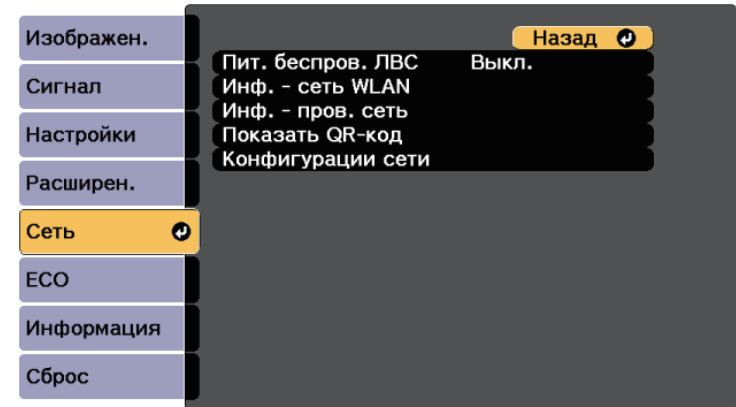 Изображен.
Сигнал
Настройки
Расширен.
Сеть
ECO
Информация
Сброс
Назад
Пит. беспров. ЛВС Выкл.
Инф. - сеть WLAN
Инф. - пров. сеть
Показать QR-код
Конфигурации сети